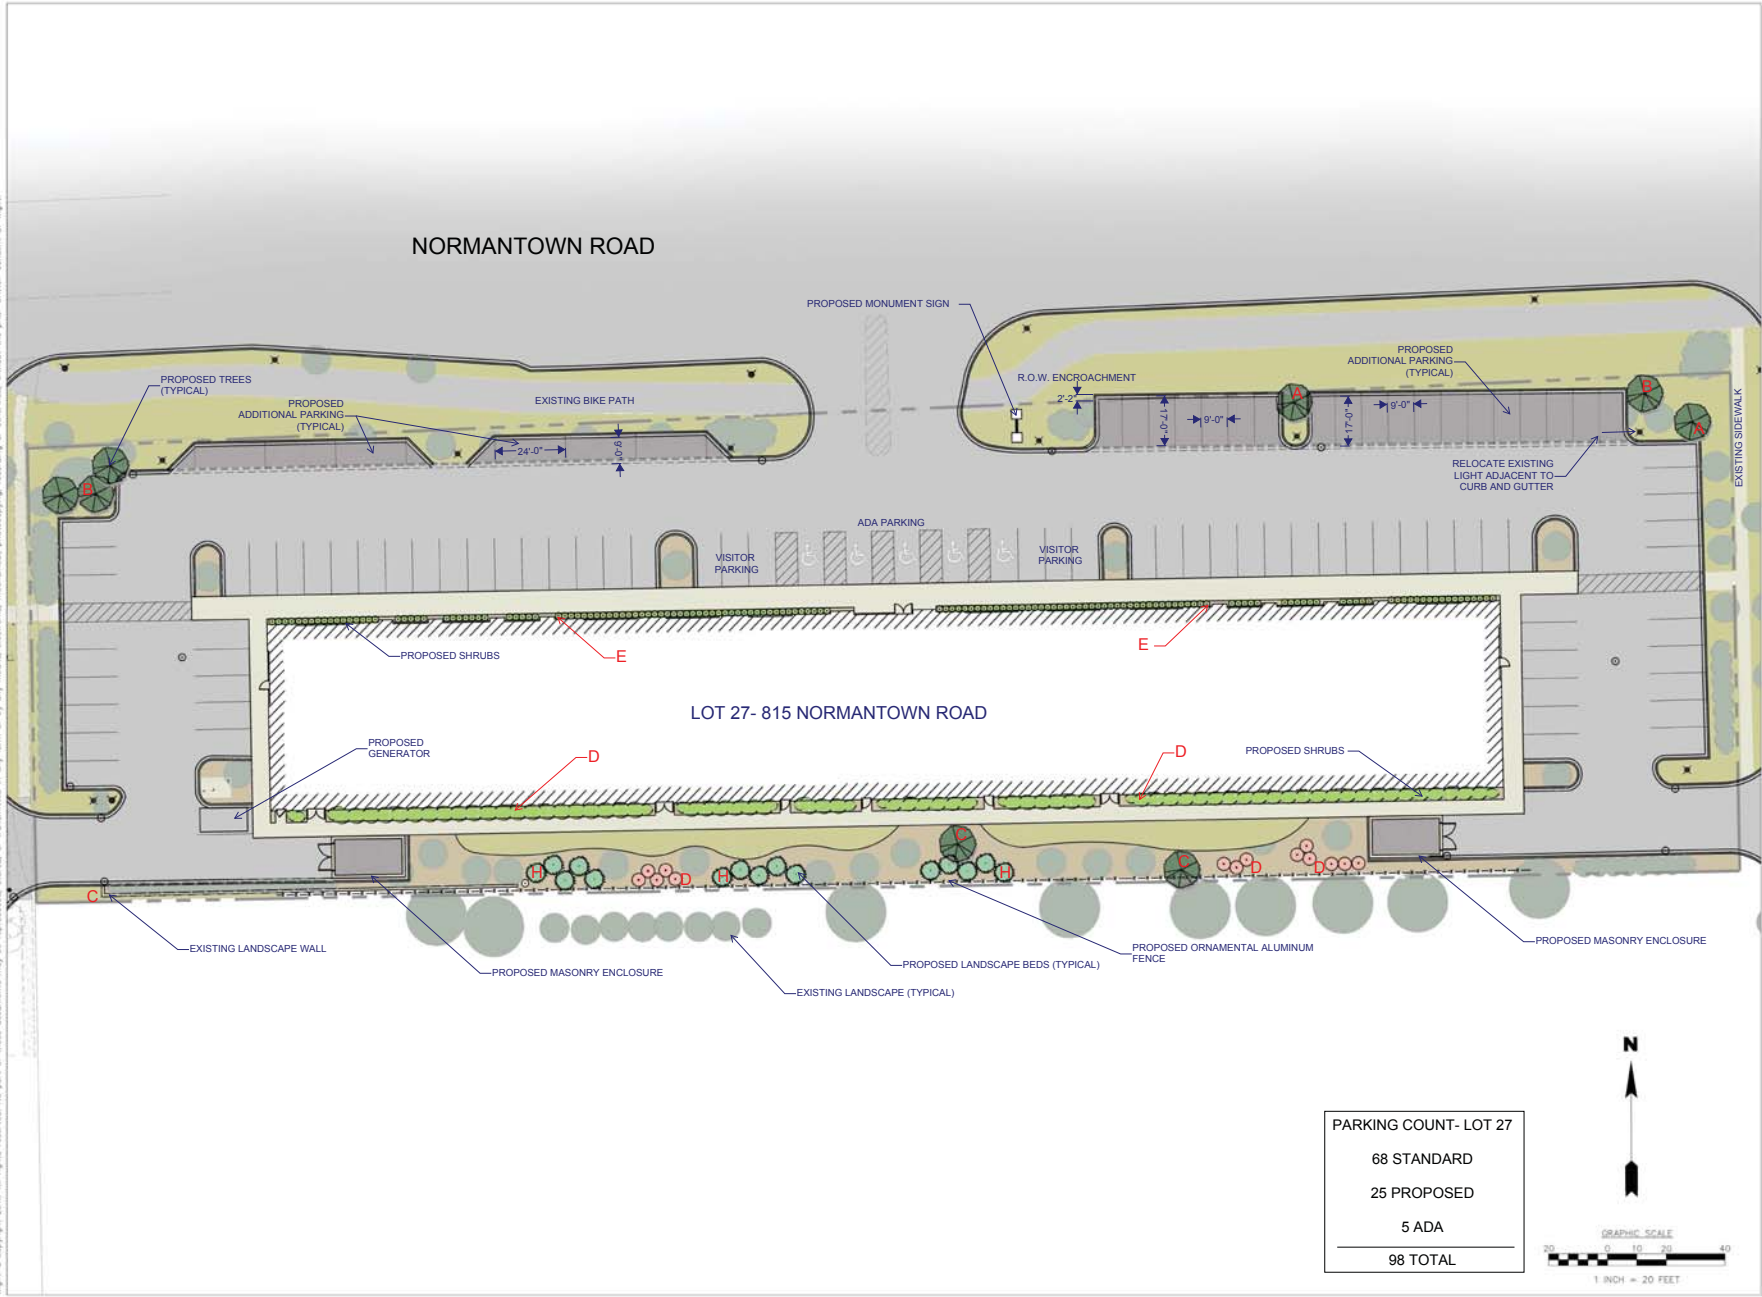 NORMANTOWN ROAD
PROPOSED MONUMENT SIGN
PROPOSED TREES
(TYPICAL)
PROPOSED
ADDITIONAL PARKING
(TYPICAL)
EXISTING BIKE PATH
24'-0"
9'-0"
R.O.W. ENCROACHMENT
2'-2"
17'-0"
9'-0"
A
17'-0"
9'-0"
PROPOSED
ADDITIONAL PARKING
(TYPICAL)
B
A
EXISTING SIDEWALK
RELOCATE EXISTING
LIGHT ADJACENT TO
CURB AND GUTTER
B
ADA PARKING
VISITOR
PARKING
VISITOR
PARKING
PROPOSED SHRUBS
E
E
LOT 27- 815 NORMANTOWN ROAD
PROPOSED
GENERATOR
D
D
PROPOSED SHRUBS
C
H
D
H
C
H
C
D
D
EXISTING LANDSCAPE WALL
PROPOSED MASONRY ENCLOSURE
EXISTING LANDSCAPE (TYPICAL)
PROPOSED LANDSCAPE BEDS (TYPICAL)
PROPOSED ORNAMENTAL ALUMINUM
FENCE
PROPOSED MASONRY ENCLOSURE
N
PARKING COUNT- LOT 27
68 STANDARD
25 PROPOSED
5 ADA
98 TOTAL
GRAPHIC SCALE
20 0 10 20 40
1 INCH = 20 FEET